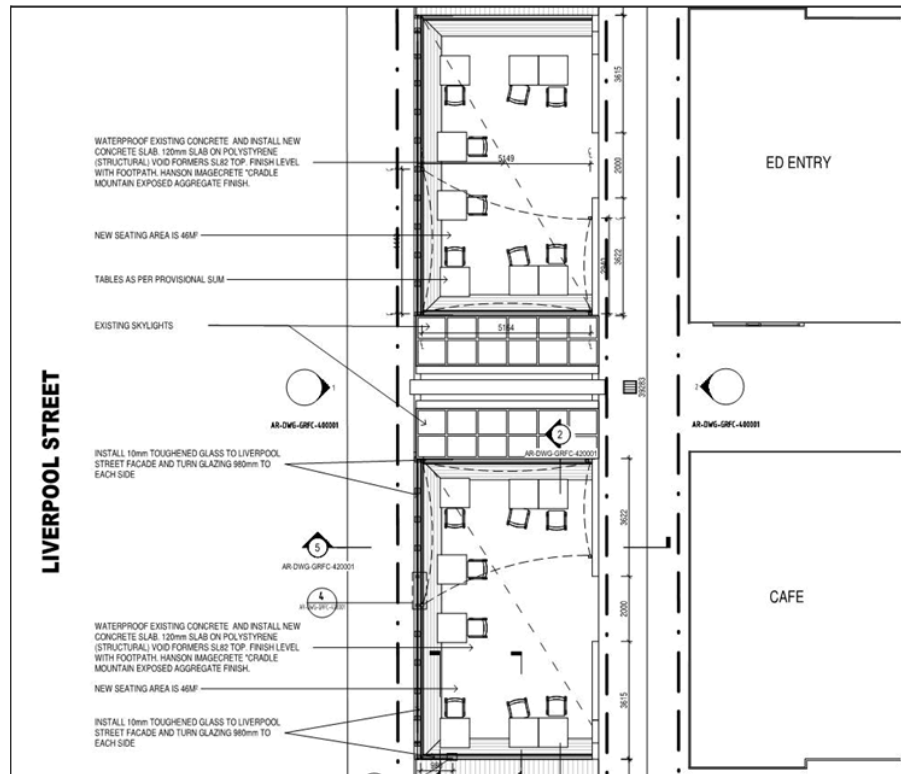 WATERPROOF EXISTING CONCRETE AND INSTALL NEW
CONCRETE SLAB. 120mm SLAB ON POLYSTYRENE
(STRUCTURAL) VOID FORMERS SL82 TOP. FINISH LEVEL
WITH FOOTPATH. HANSON IMAGECRETE "CRADLE
MOUNTAIN EXPOSED AGGREGATE FINISH.
NEW SEATING AREA IS 46M²
TABLES AS PER PROVISIONAL SUM
EXISTING SKYLIGHTS
3615
5149
2000
3622
5164
ED ENTRY
LIVERPOOL STREET
1
AR-DWG-GRFC-400001
39283
2
AR-DWG-GRFC-400001
2
AR-DWG-GRFC-420001
INSTALL 10mm TOUGHENED GLASS TO LIVERPOOL
STREET FACADE AND TURN GLAZING 980mm TO
EACH SIDE
3622
5
AR-DWG-GRFC-420001
4
2000
CAFE
WATERPROOF EXISTING CONCRETE AND INSTALL NEW
CONCRETE SLAB. 120mm SLAB ON POLYSTYRENE
(STRUCTURAL) VOID FORMERS SL82 TOP. FINISH LEVEL
WITH FOOTPATH. HANSON IMAGECRETE "CRADLE
MOUNTAIN EXPOSED AGGREGATE FINISH.
NEW SEATING AREA IS 46M²
3615
INSTALL 10mm TOUGHENED GLASS TO LIVERPOOL
STREET FACADE AND TURN GLAZING 980mm TO
EACH SIDE